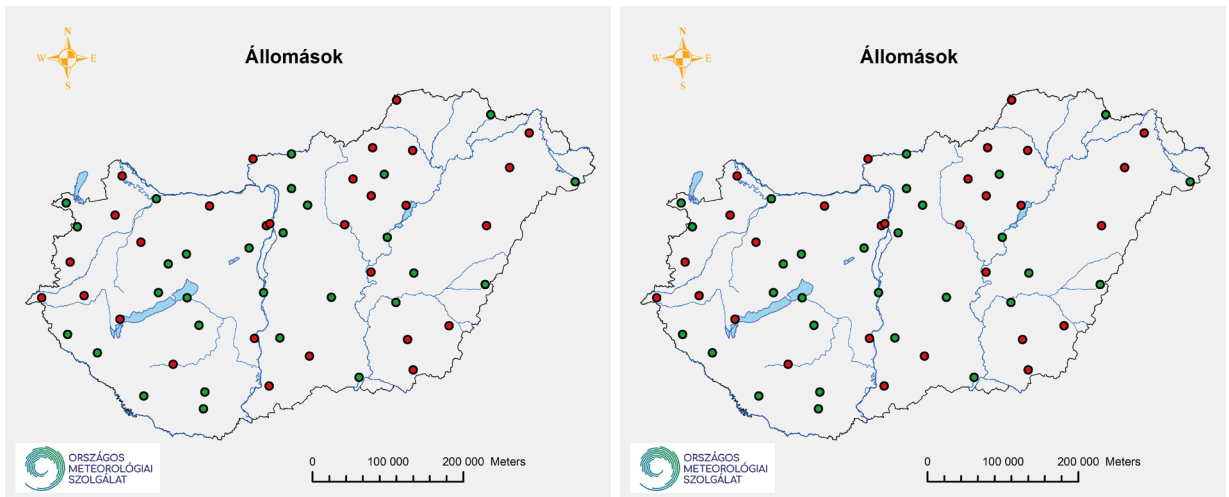 N
Állomások
W E
S
ORSZÁGOS
METEOROLÓGIAI
SZOLGÁLAT
0 100 000 200 000 Meters
N
Állomások
W E
S
ORSZÁGOS
METEOROLÓGIAI
SZOLGÁLAT
0 100 000 200 000 Meters